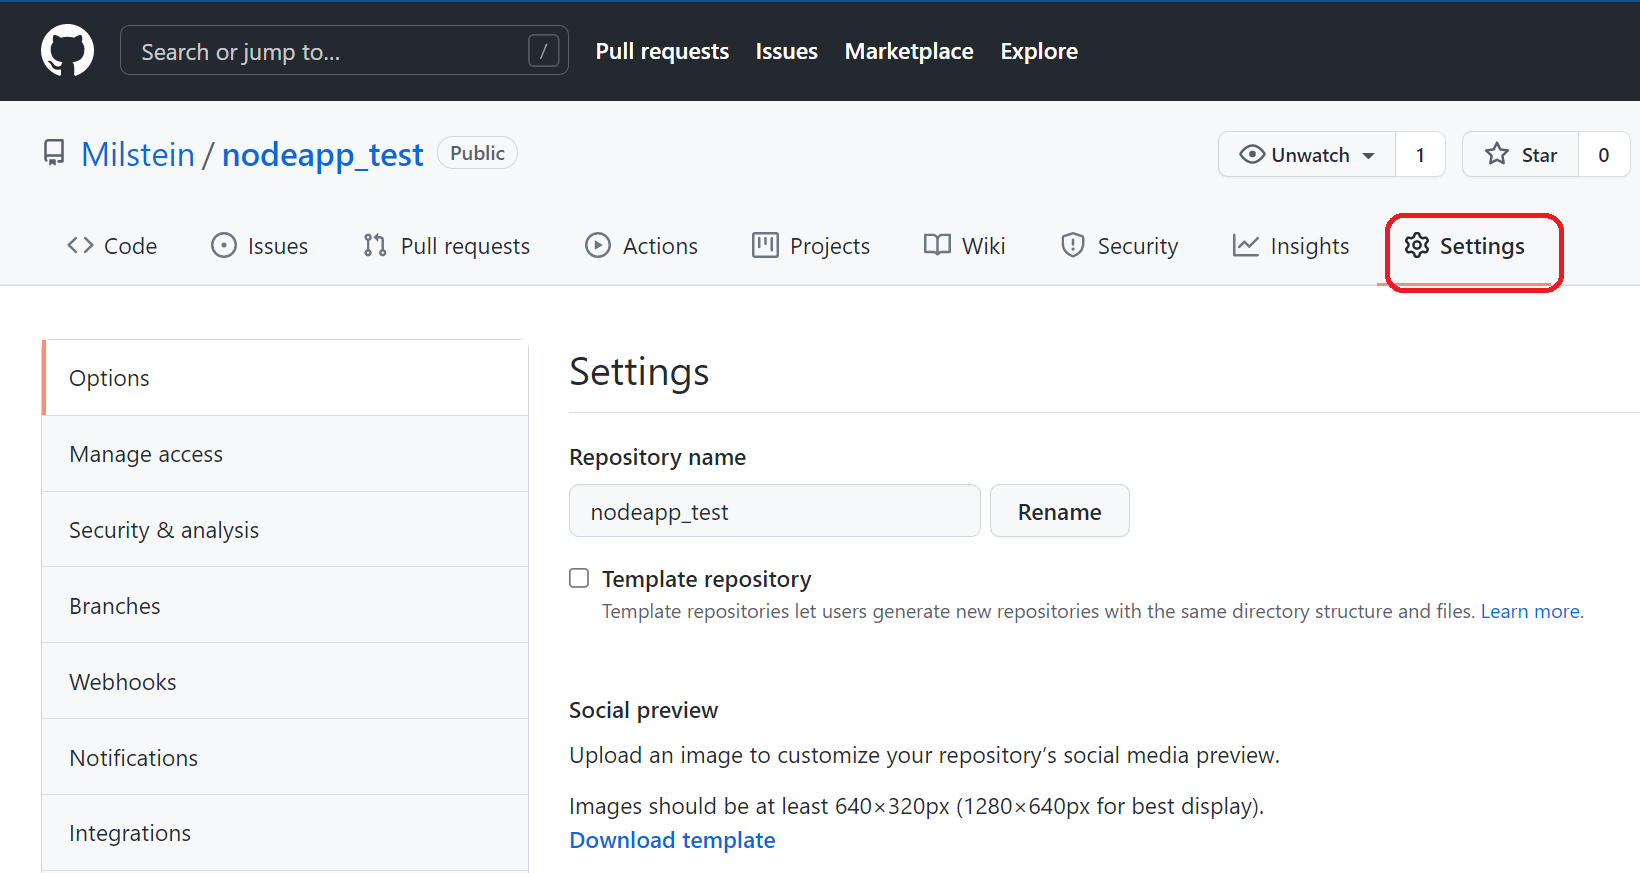 Search or jump to... /
Pull requests Issues Marketplace Explore
Milstein / nodeapp_test Public
Unwatch 1 Star 0
Code Issues Pull requests Actions Projects Wiki Security Insights Settings
Options
Manage access
Security & analysis
Branches
Webhooks
Notifications
Integrations
Settings
Repository name
nodeapp_test Rename
Template repository
Template repositories let users generate new repositories with the same directory structure and files. Learn more.
Social preview
Upload an image to customize your repository’s social media preview.
Images should be at least 640×320px (1280×640px for best display).
Download template